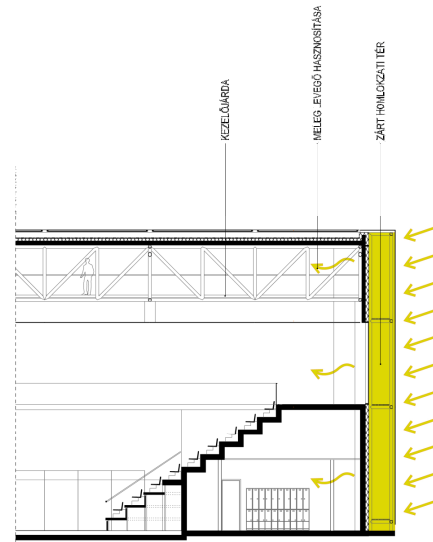 KEZELŐJÁRDA
MELEG LEVEGŐ HASZNOSÍTÁSA
ZÁRT HOMLOKZATI TÉR